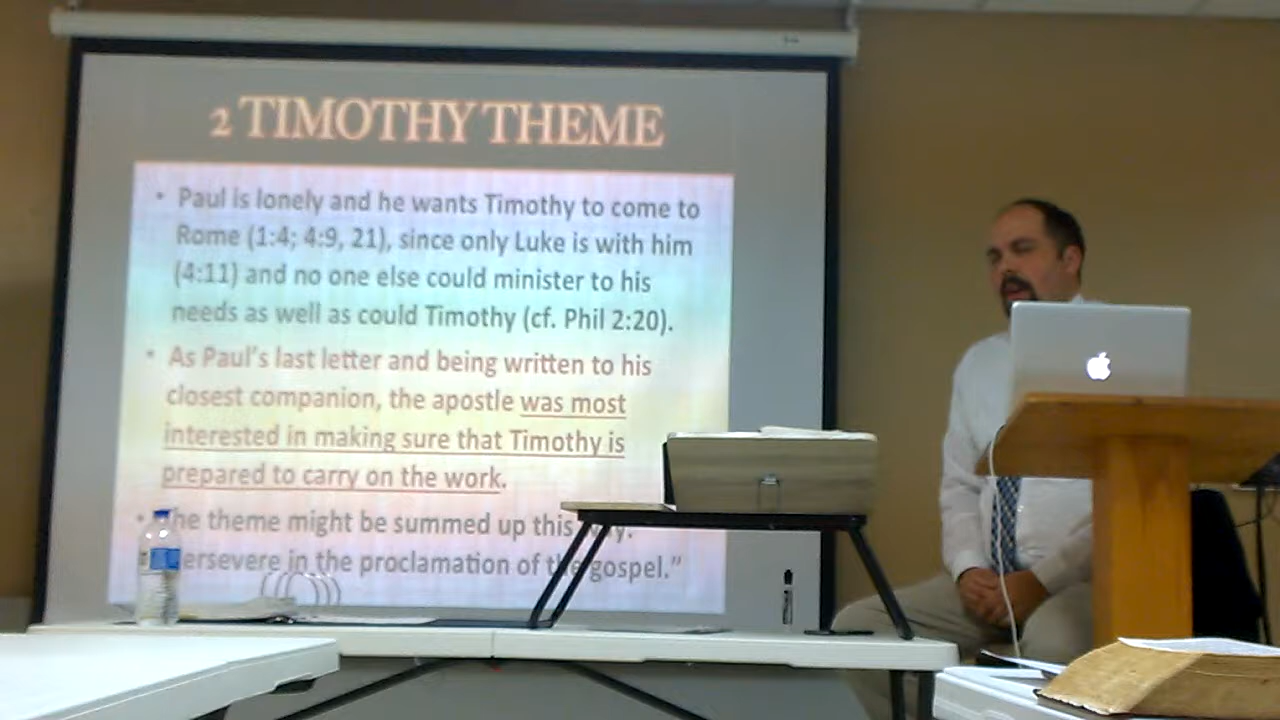 2 TIMOTHY THEME
• Paul is lonely and he wants Timothy to come to
Rome (1:4; 4:9, 21), since only Luke is with him
(4:11) and no one else could minister to his
needs as well as could Timothy (cf. Phil 2:20).
• As Paul's last letter and being written to his
closest companion, the apostle was most
interested in making sure that Timothy is
prepared to carry on the work.
• The theme might be summed up this way:
ersevere in the proclamation of the gospel.”